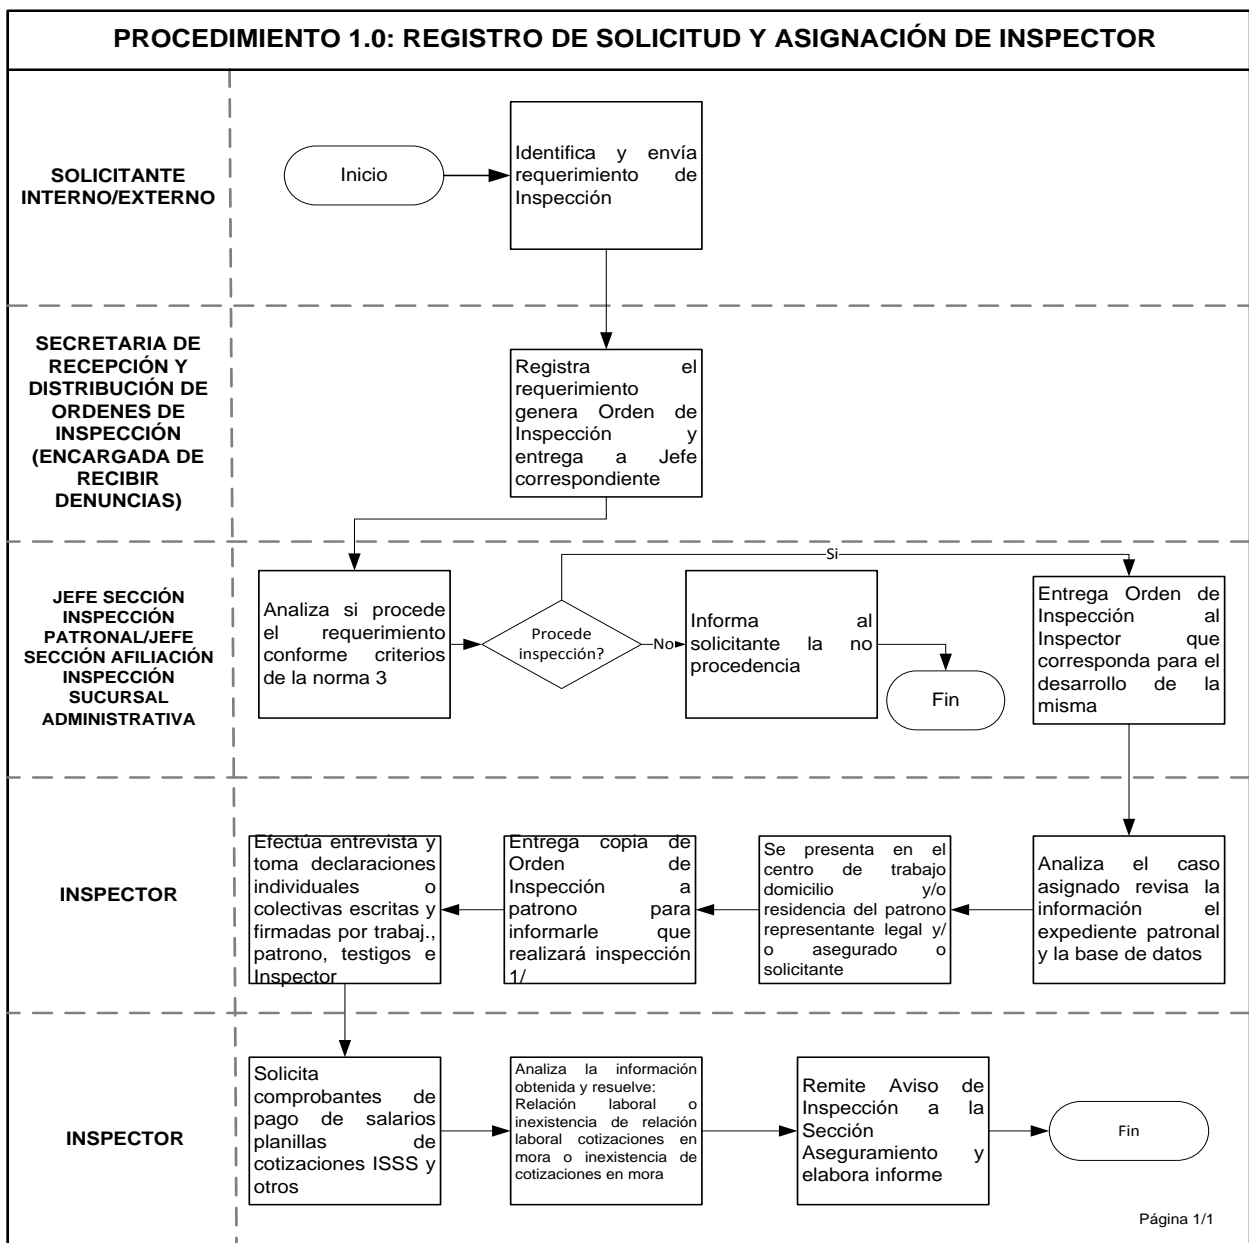 PROCEDIMIENTO 1.0: REGISTRO DE SOLICITUD Y ASIGNACIÓN DE INSPECTOR
SOLICITANTE
INTERNO/EXTERNO
Inicio
Identifica y envía
requerimiento de
Inspección
SECRETARIA DE
RECEPCIÓN Y
DISTRIBUCIÓN DE
ORDENES DE
INSPECCIÓN
(ENCARGADA DE
RECIBIR
DENUNCIAS)
Registra el
requerimiento
genera Orden de
Inspección y
entrega a Jefe
correspondiente
JEFE SECCIÓN
INSPECCIÓN
PATRONAL/JEFE
SECCIÓN AFILIACIÓN
INSPECCIÓN
SUCURSAL
ADMINISTRATIVA
Analiza si procede
el requerimiento
conforme criterios
de la norma 3
Procede
inspección?
Si
No
Informa al
solicitante la no
procedencia
Fin
Entrega Orden de
Inspección al
Inspector que
corresponda para el
desarrollo de la
misma
INSPECTOR
Efectúa entrevista y
toma declaraciones
individuales o
colectivas escritas y
firmadas por trabaj.,
patrono, testigos e
Inspector
Entrega copia de
Orden de
Inspección a
patrono para
informarle que
realizará inspección
1/
Se presenta en el
centro de trabajo
domicilio y/o
residencia del patrono
representante legal y/
o asegurado o
solicitante
Analiza el caso
asignado revisa la
información el
expediente patronal
y la base de datos
INSPECTOR
Solicita
comprobantes de
pago de salarios
planillas de
cotizaciones ISSS y
otros
Analiza la información
obtenida y resuelve:
Relación laboral o
inexistencia de relación
laboral cotizaciones en
mora o inexistencia de
cotizaciones en mora
Remite Aviso de
Inspección a la
Sección
Aseguramiento y
elabora informe
Fin
Página 1/1